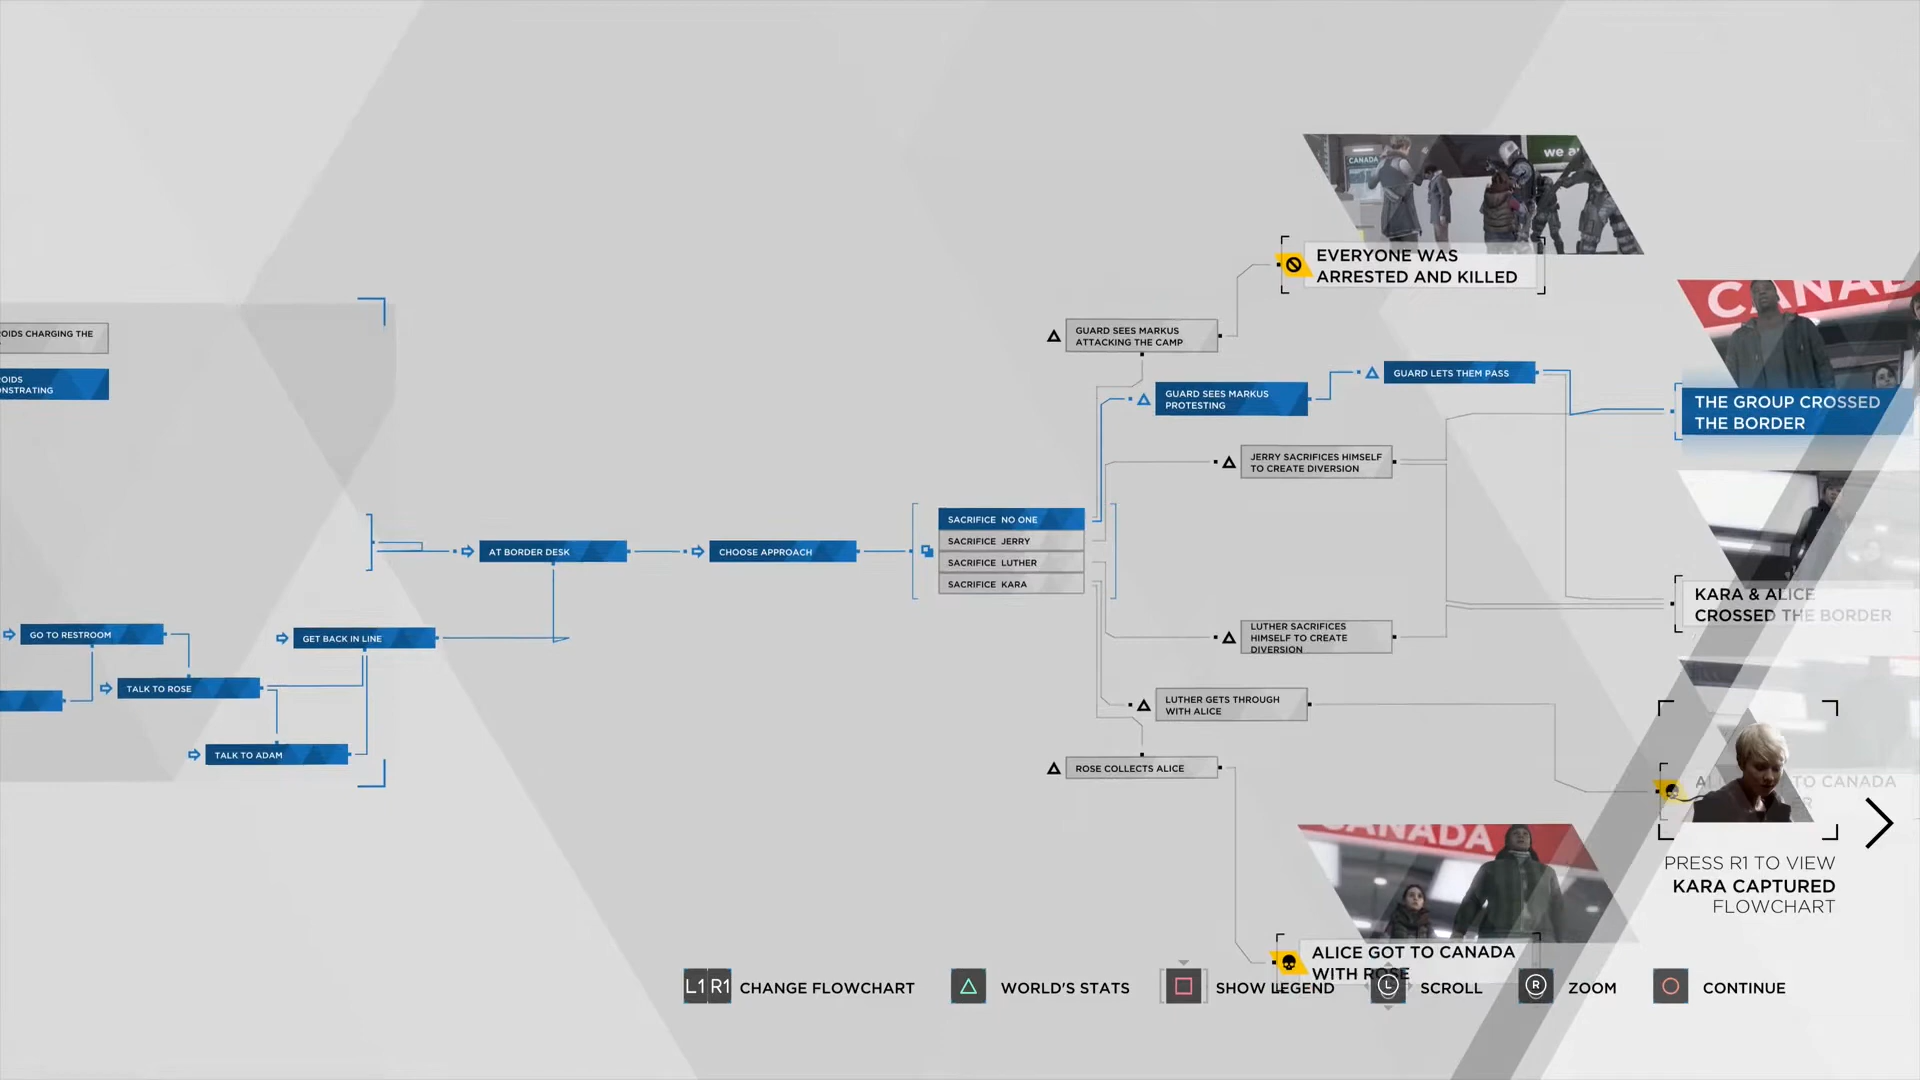 CANADA
we a
EVERYONE WAS
ARRESTED AND KILLED
CANAD
OIDS CHARGING THE
OIDS
ONSTRATING
GUARD SEES MARKUS
ATTACKING THE CAMP
GUARD LETS THEM PASS
GUARD SEES MARKUS
PROTESTING
THE GROUP CROSSED
THE BORDER
JERRY SACRIFICES HIMSELF
TO CREATE DIVERSION
SACRIFICE NO ONE
SACRIFICE JERRY
SACRIFICE LUTHER
SACRIFICE KARA
AT BORDER DESK
CHOOSE APPROACH
KARA & ALICE
CROSSED THE BORDER
GO TO RESTROOM
GET BACK IN LINE
LUTHER SACRIFICES
HIMSELF TO CREATE
DIVERSION
TALK TO ROSE
LUTHER GETS THROUGH
WITH ALICE
TALK TO ADAM
ROSE COLLECTS ALICE
TO CANADA
CANADA
PRESS R1 TO VIEW
KARA CAPTURED
FLOWCHART
ALICE GOT TO CANADA
WITH ROSE
L1 R1 CHANGE FLOWCHART
WORLD'S STATS
SHOW LEGEND
L SCROLL
R ZOOM
CONTINUE